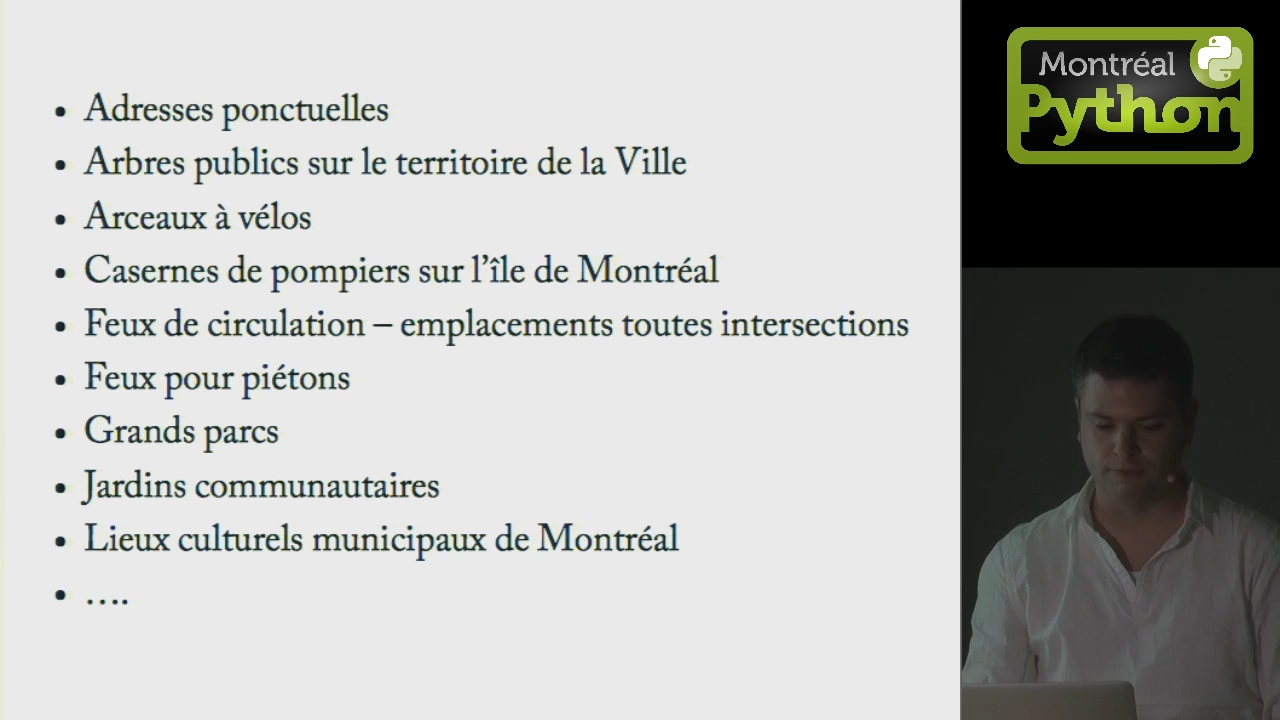 • Adresses ponctuelles
• Arbres publics sur le territoire de la Ville
• Arceaux à vélos
• Casernes de pompiers sur l’île de Montréal
• Feux de circulation – emplacements toutes intersections
• Feux pour piétons
• Grands parcs
• Jardins communautaires
• Lieux culturels municipaux de Montréal
• ....
Montréal
Python